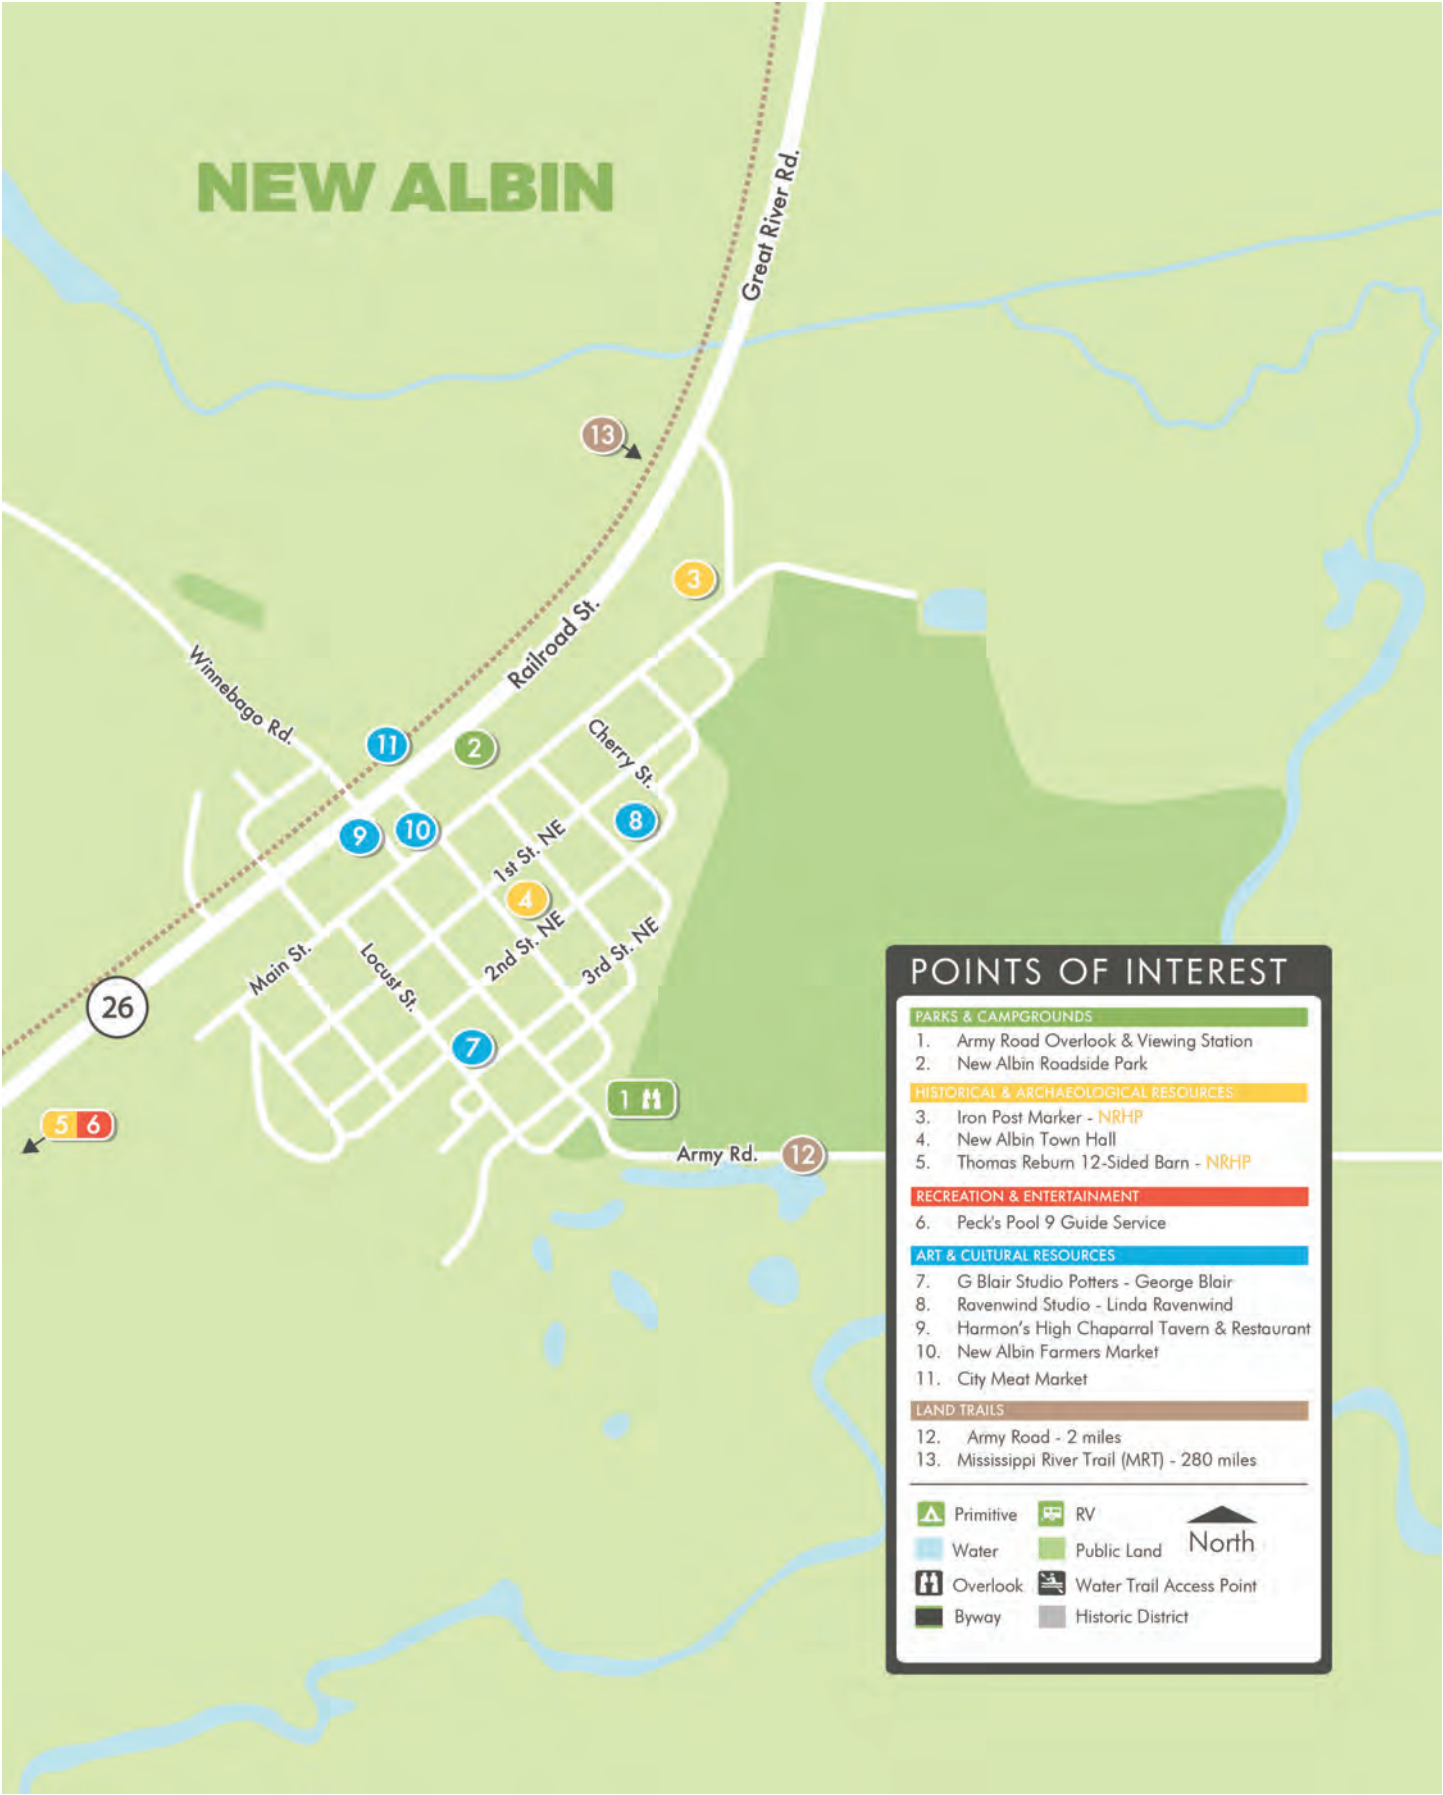 NEW ALBIN
Great River Rd.
13
3
Railroad St.
Winnebago Rd.
11
2
Cherry St.
9
10
8
1st St. NE
4
2nd St. NE
3rd St. NE
Main St.
Locust St.
26
7
1
5 6
Army Rd.
12
POINTS OF INTEREST
PARKS & CAMPGROUNDS
1. Army Road Overlook & Viewing Station
2. New Albin Roadside Park
HISTORICAL & ARCHAEOLOGICAL RESOURCES
3. Iron Post Marker - NRHP
4. New Albin Town Hall
5. Thomas Reburn 12-Sided Barn - NRHP
RECREATION & ENTERTAINMENT
6. Peck's Pool 9 Guide Service
ART & CULTURAL RESOURCES
7. G Blair Studio Potters - George Blair
8. Ravenwind Studio - Linda Ravenwind
9. Harmon's High Chaparral Tavern & Restaurant
10. New Albin Farmers Market
11. City Meat Market
LAND TRAILS
12. Army Road - 2 miles
13. Mississippi River Trail (MRT) - 280 miles
Primitive RV
Water Public Land North
Overlook Water Trail Access Point
Byway Historic District